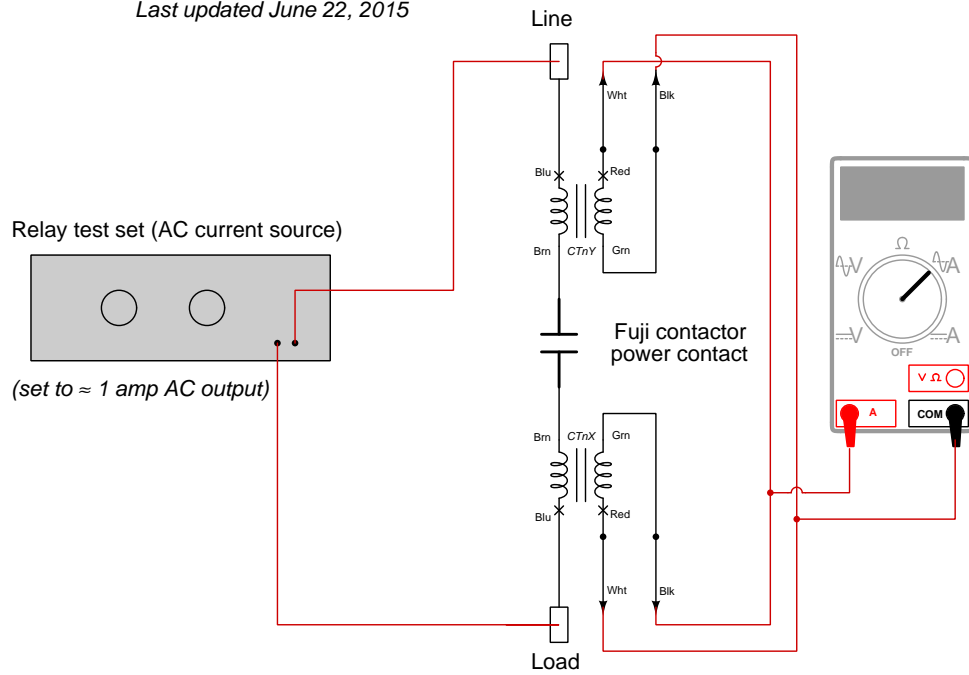 Last updated June 22, 2015
Line
Wht
Blk
Blu
Red
Relay test set (AC current source)
Brn
CTnY
Grn
Ω
V
A
Fuji contactor
power contact
V
A
OFF
(set to ≈ 1 amp AC output)
V Ω
A
COM
Brn
CTnX
Grn
Blu
Red
Wht
Blk
Load